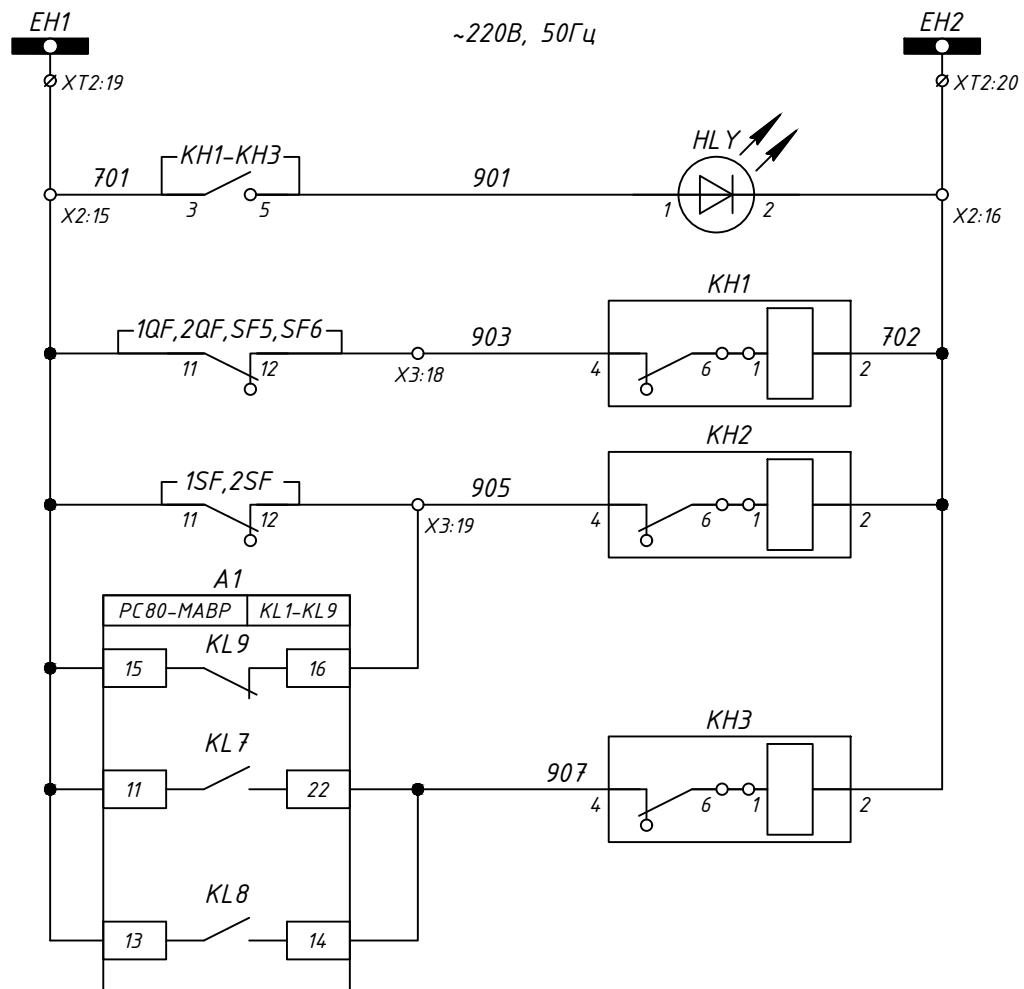 EH1
~220В, 50Гц
EH2
XT2:19
XT2:20
KH1-KH3
HLY
701
901
3
5
1
2
X2:15
X2:16
KH1
1QF,2QF,SF5,SF6
903
702
11
12
X3:18
4
6
1
2
KH2
1SF,2SF
905
11
12
X3:19
4
6
1
2
A1
РС80-МАВР
KL1-KL9
KL9
15
16
KH3
KL7
907
11
22
4
6
1
2
KL8
13
14